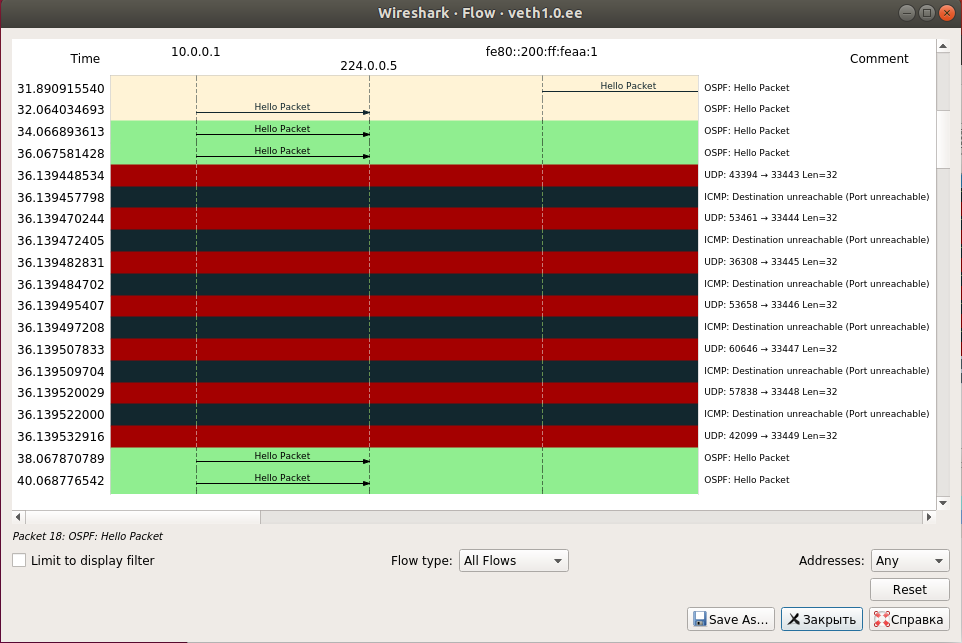 Wireshark · Flow · veth1.0.ee
Time 10.0.0.1 224.0.0.5 fe80::200:ff:feaa:1 Comment
31.890915540 Hello Packet OSPF: Hello Packet
32.064034693 Hello Packet OSPF: Hello Packet
34.066893613 Hello Packet OSPF: Hello Packet
36.067581428 Hello Packet OSPF: Hello Packet
36.139448534 UDP: 43394 → 33443 Len=32
36.139457798 ICMP: Destination unreachable (Port unreachable)
36.139470244 UDP: 53461 → 33444 Len=32
36.139472405 ICMP: Destination unreachable (Port unreachable)
36.139482831 UDP: 36308 → 33445 Len=32
36.139484702 ICMP: Destination unreachable (Port unreachable)
36.139495407 UDP: 53658 → 33446 Len=32
36.139497208 ICMP: Destination unreachable (Port unreachable)
36.139507833 UDP: 60646 → 33447 Len=32
36.139509704 ICMP: Destination unreachable (Port unreachable)
36.139520029 UDP: 57838 → 33448 Len=32
36.139522000 ICMP: Destination unreachable (Port unreachable)
36.139532916 UDP: 42099 → 33449 Len=32
38.067870789 Hello Packet OSPF: Hello Packet
40.068776542 Hello Packet OSPF: Hello Packet
Packet 18: OSPF: Hello Packet
Limit to display filter Flow type: All Flows Addresses: Any
Reset
Save As... Закрыть Справка